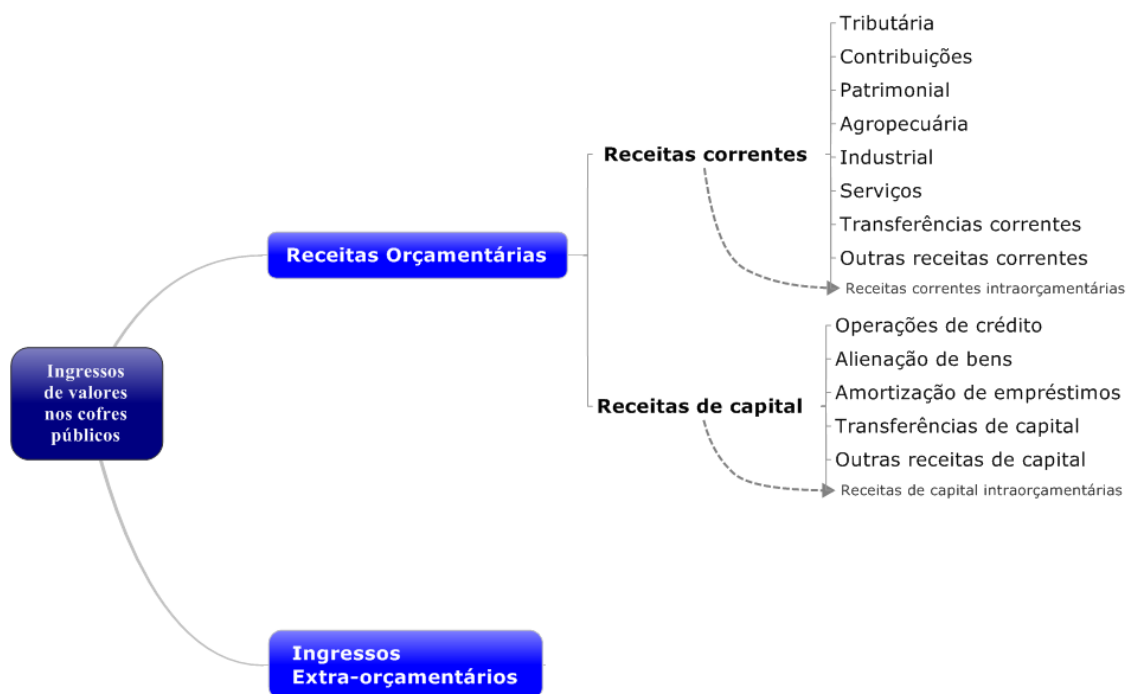 Ingressos
de valores
nos cofres
públicos
Receitas Orçamentárias
Receitas correntes
Tributária
Contribuições
Patrimonial
Agropecuária
Industrial
Serviços
Transferências correntes
Outras receitas correntes
Receitas correntes intraorçamentárias
Receitas de capital
Operações de crédito
Alienação de bens
Amortização de empréstimos
Transferências de capital
Outras receitas de capital
Receitas de capital intraorçamentárias
Ingressos
Extra-orçamentários